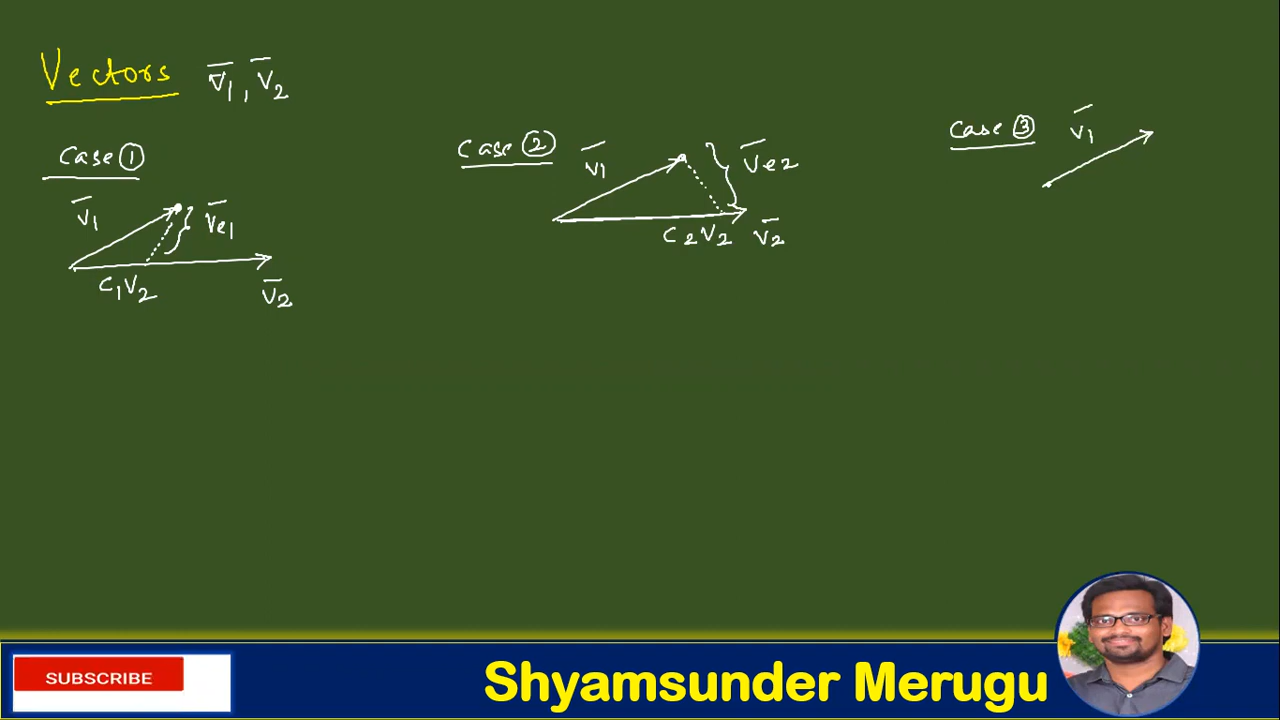 Vectors V̄1, V̄2
Case ①
V̄1
V̄e1
C1V2
V̄2
Case ②
V̄1
V̄e2
C2V2
V̄2
Case ③
V̄1
SUBSCRIBE
Shyamsunder Merugu